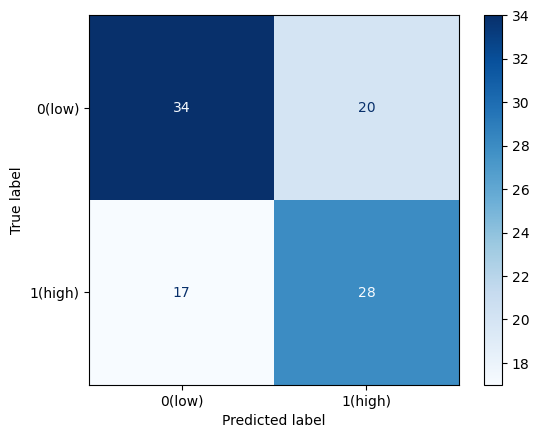 34
34
20
0(low)
True label
17
28
1(high)
0(low)
1(high)
Predicted label
32
30
28
26
24
22
20
18